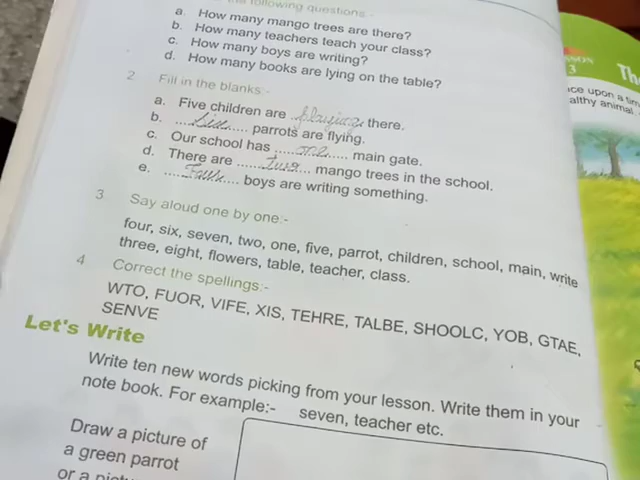 the following questions:-
a. How many mango trees are there?
b. How many teachers teach your class?
c. How many boys are writing?
d. How many books are lying on the table?
2 Fill in the blanks:-
a. Five children are playing there.
b. ............ parrots are flying.
c. Our school has ......one...... main gate.
d. There are ......two...... mango trees in the school.
e. ............ boys are writing something.
3 Say aloud one by one:-
four, six, seven, two, one, five, parrot, children, school, main, write
three, eight, flowers, table, teacher, class.
4 Correct the spellings:-
WTO, FUOR, VIFE, XIS, TEHRE, TALBE, SHOOLC, YOB, GTAE,
SENVE
Let's Write
Write ten new words picking from your lesson. Write them in your
note book. For example:- seven, teacher etc.
Draw a picture of
a green parrot
or a
SSON
3
Th
ce upon a tim
althy animal